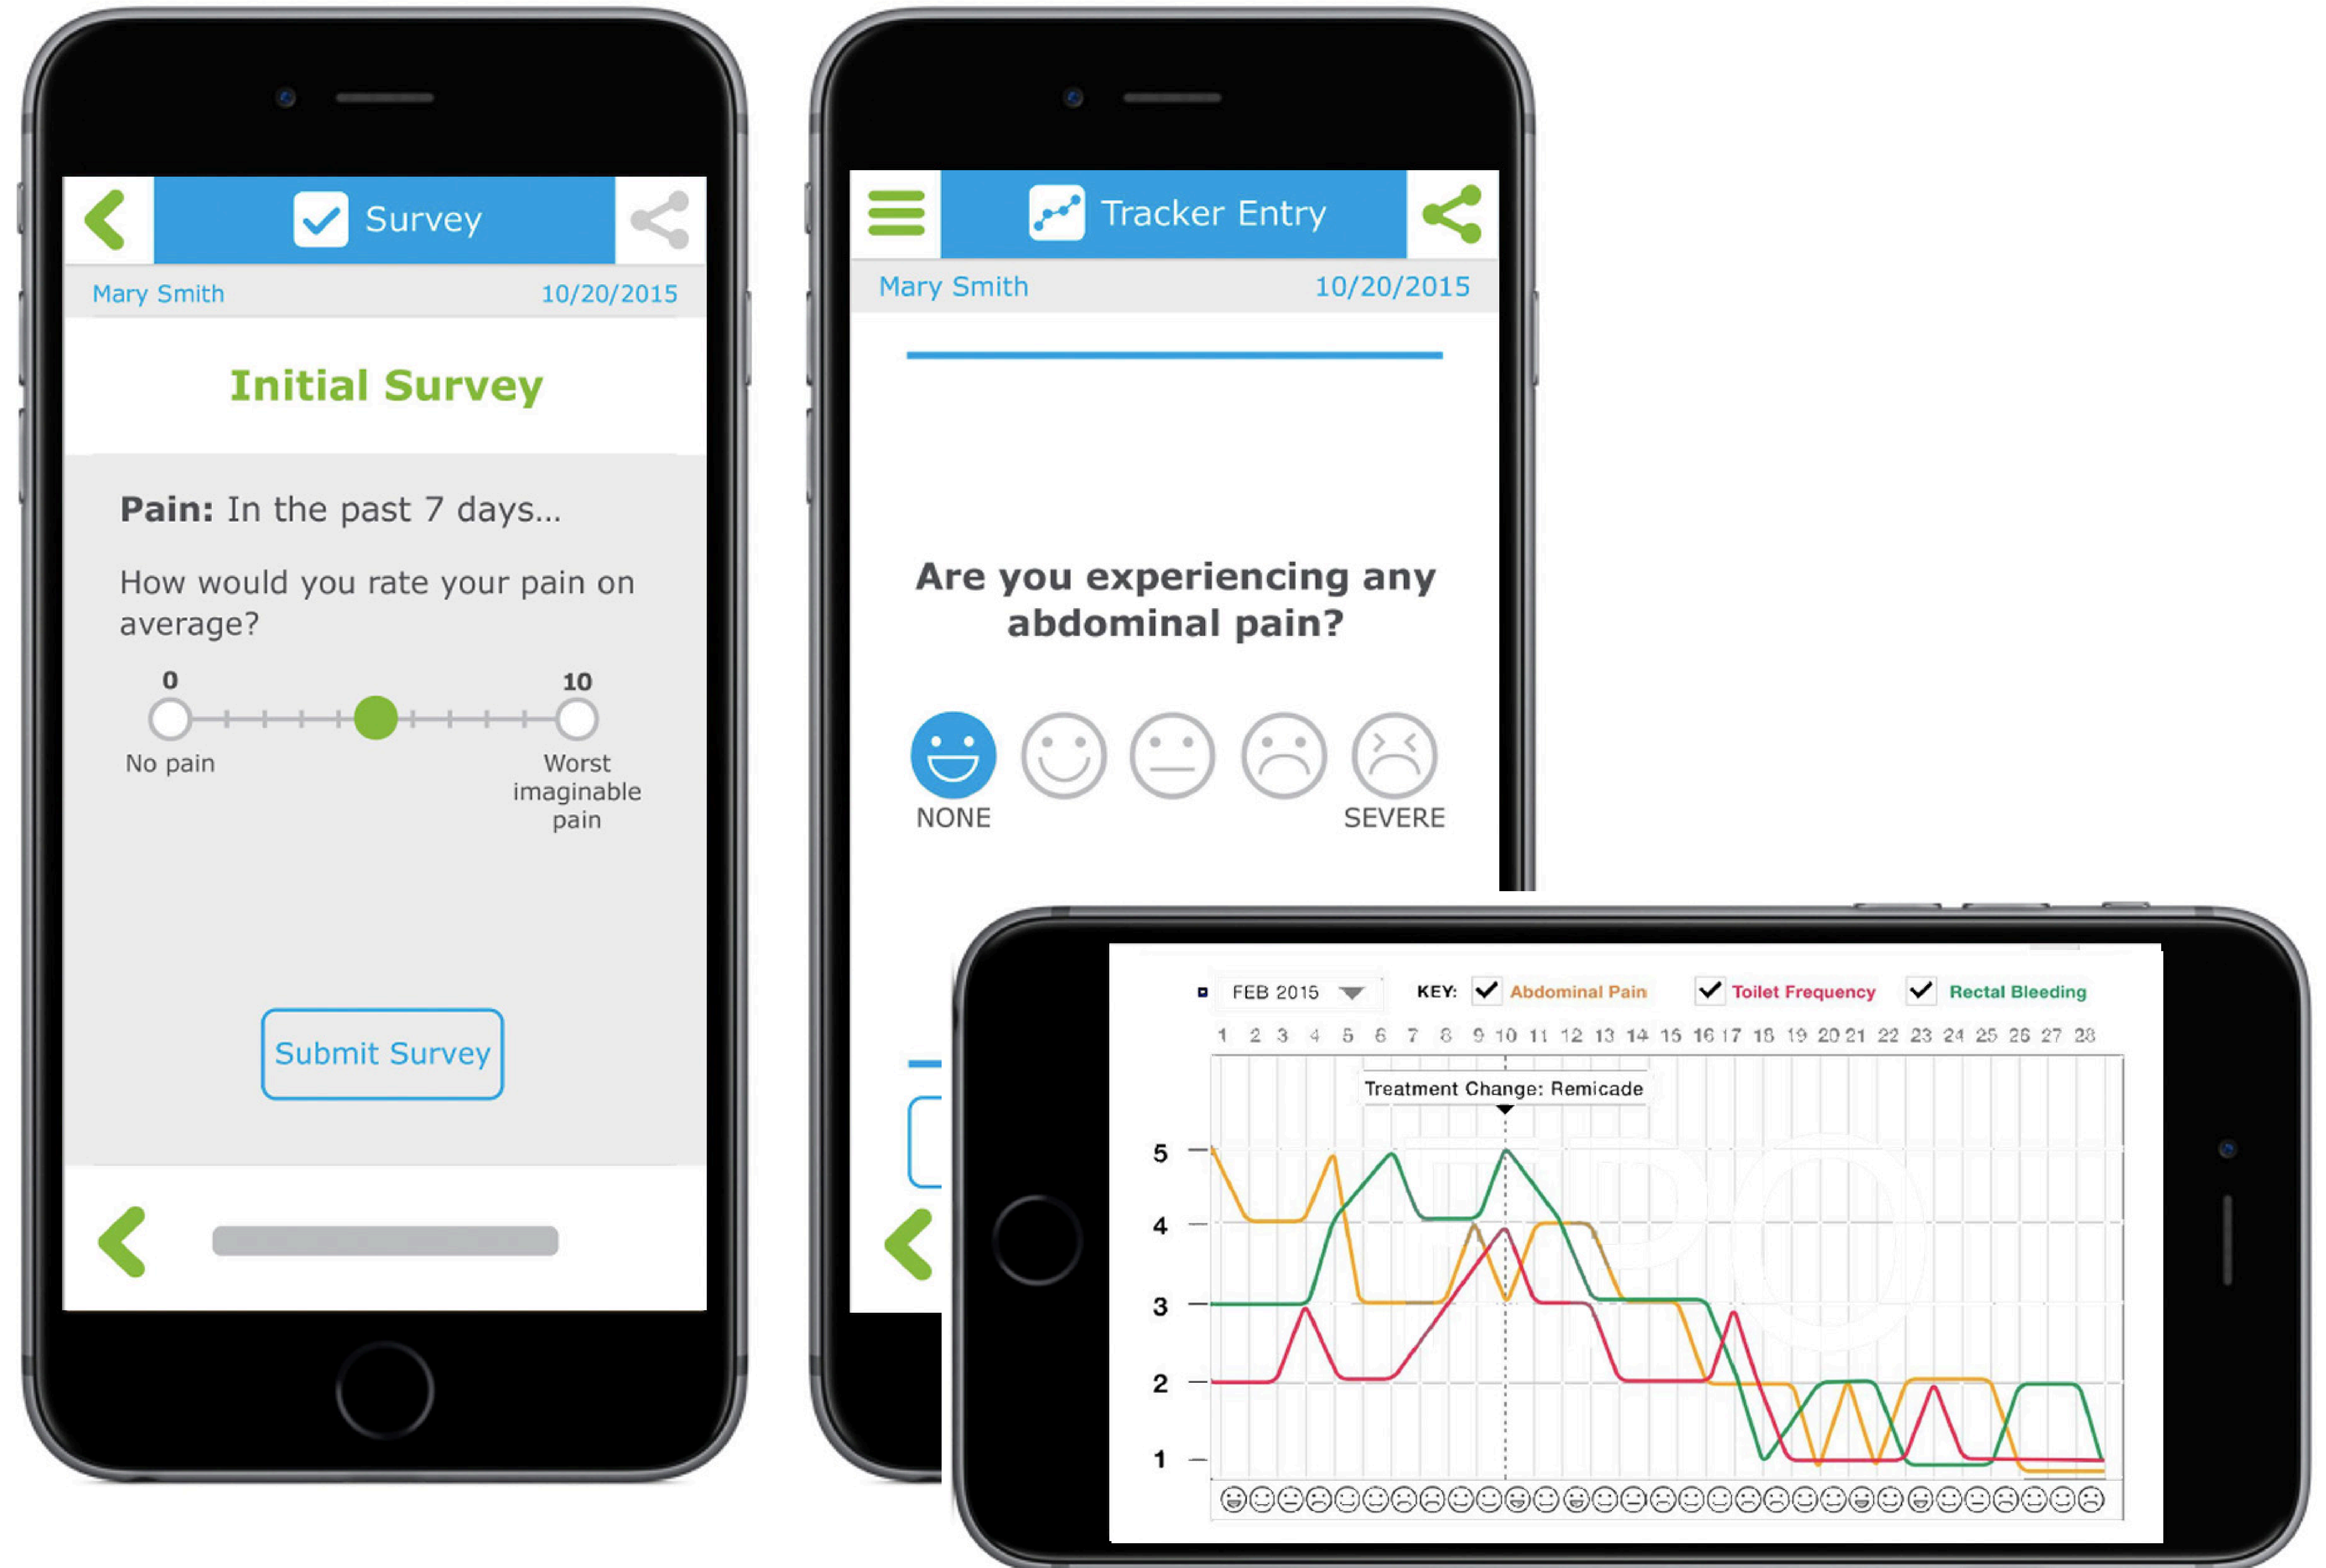 Survey
Mary Smith 10/20/2015
Initial Survey
Pain: In the past 7 days...
How would you rate your pain on
average?
0 10
No pain Worst
imaginable
pain
Submit Survey
Tracker Entry
Mary Smith 10/20/2015
Are you experiencing any
abdominal pain?
NONE SEVERE
FEB 2015 KEY: Abdominal Pain Toilet Frequency Rectal Bleeding
1 2 3 4 5 6 7 8 9 10 11 12 13 14 15 16 17 18 19 20 21 22 23 24 25 26 27 28
Treatment Change: Remicade
5
4
3
2
1